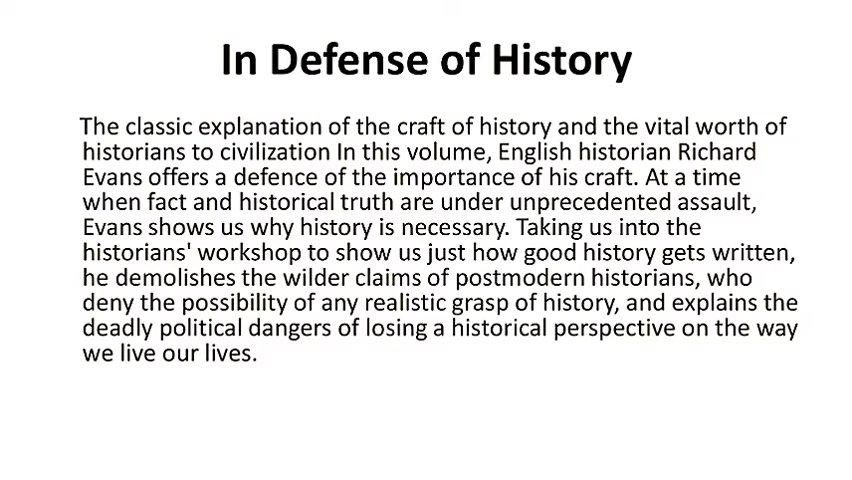 In Defense of History
The classic explanation of the craft of history and the vital worth of
historians to civilization In this volume, English historian Richard
Evans offers a defence of the importance of his craft. At a time
when fact and historical truth are under unprecedented assault,
Evans shows us why history is necessary. Taking us into the
historians' workshop to show us just how good history gets written,
he demolishes the wilder claims of postmodern historians, who
deny the possibility of any realistic grasp of history, and explains the
deadly political dangers of losing a historical perspective on the way
we live our lives.